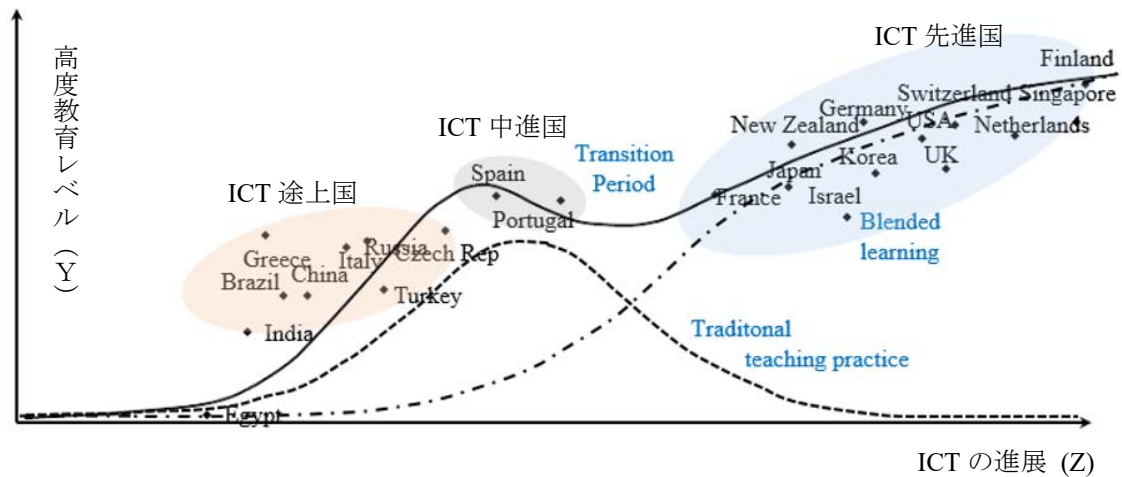 ICT 先進国
高度教育レベル（Y）
Finland
Switzerland Singapore
Germany
USA
New Zealand
Netherlands
ICT 中進国
Transition
Period
Korea
UK
Japan
Spain
France
Israel
ICT 途上国
Portugal
Blended
learning
Russia
Greece
Italy
Czech Rep
China
Brazil
Turkey
India
Traditonal
teaching practice
Egypt
ICT の進展 (Z)